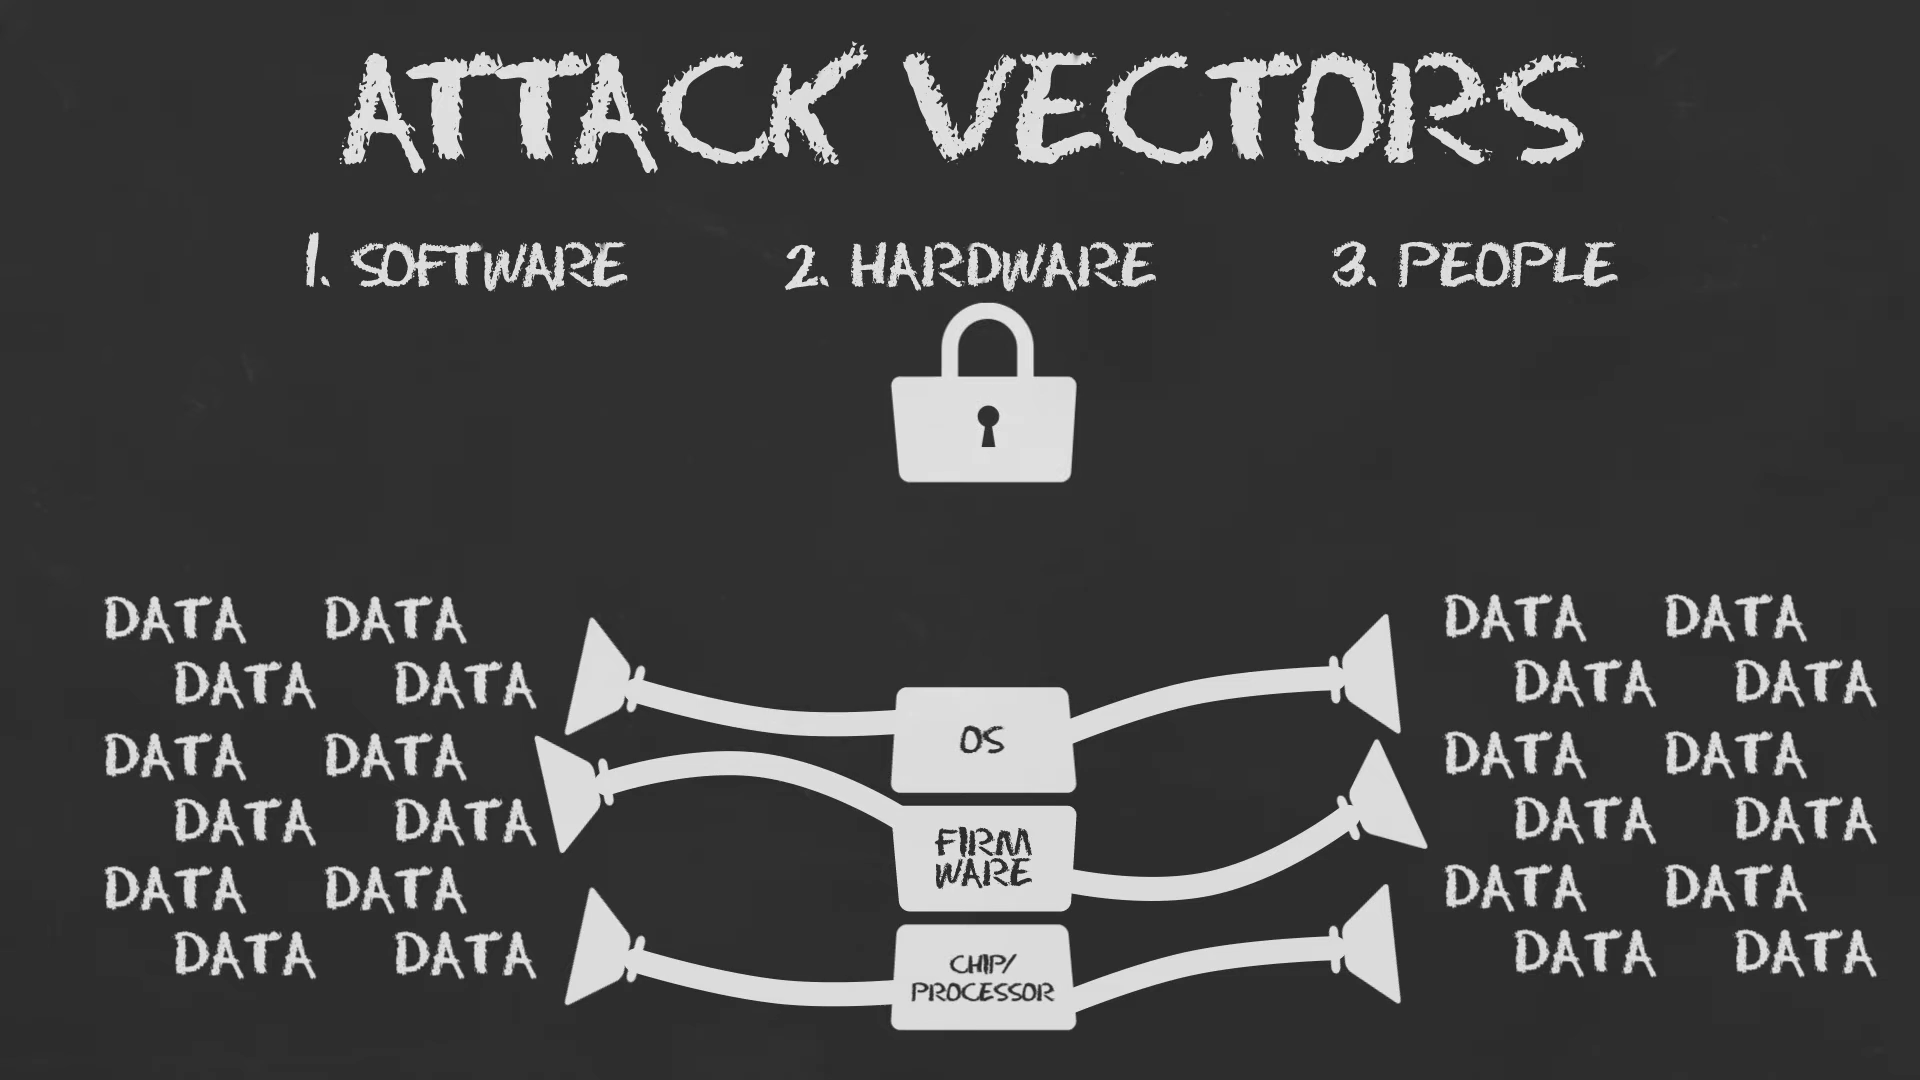 ATTACK VECTORS
1. SOFTWARE 2. HARDWARE 3. PEOPLE
DATA DATA
DATA DATA
DATA DATA
DATA DATA
DATA DATA
DATA DATA
OS
FIRM
WARE
CHIP/
PROCESSOR
DATA DATA
DATA DATA
DATA DATA
DATA DATA
DATA DATA
DATA DATA